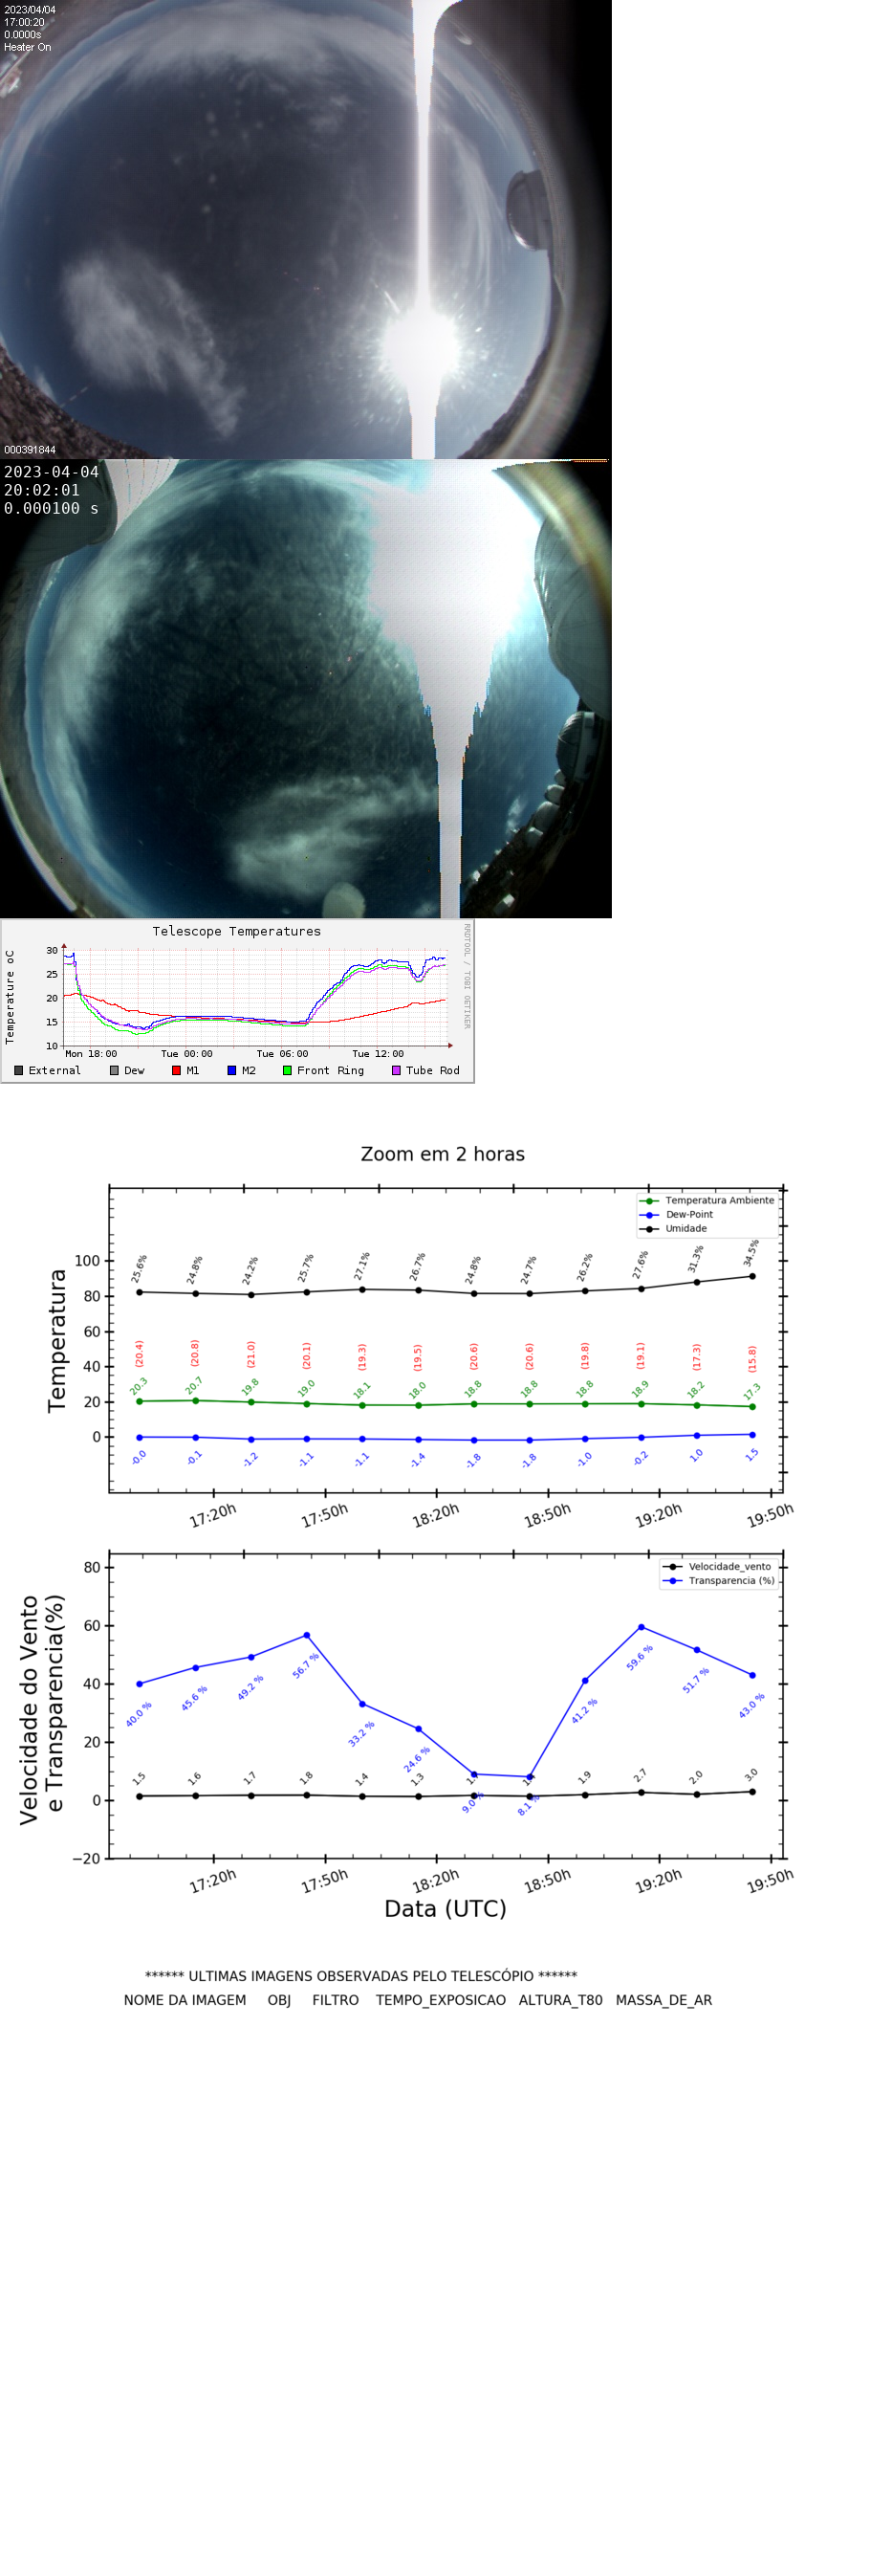 2023/04/04
17:00:20
0.0000s
Heater On
000391844
2023-04-04
20:02:01
0.000100 s
Telescope Temperatures
RRDTOOL / TOBI OETIKER
Temperature oC
30
25
20
15
10
Mon 18:00 Tue 00:00 Tue 06:00 Tue 12:00
External Dew M1 M2 Front Ring Tube Rod
Zoom em 2 horas
Temperatura Ambiente
Dew-Point
Umidade
Temperatura
100
80
60
40
20
0
25.6% 24.8% 24.2% 25.7% 27.1% 26.7% 24.8% 24.7% 26.2% 27.6% 31.3% 34.5%
(20.4) (20.8) (21.0) (20.1) (19.3) (19.5) (20.6) (20.6) (19.8) (19.1) (17.3) (15.8)
20.3 20.7 19.8 19.0 18.1 18.0 18.8 18.8 18.8 18.9 18.2 17.3
-0.0 -0.1 -1.2 -1.1 -1.1 -1.4 -1.8 -1.8 -1.0 -0.2 1.0 1.5
17:20h 17:50h 18:20h 18:50h 19:20h 19:50h
Velocidade_vento
Transparencia (%)
Velocidade do Vento
e Transparencia(%)
80
60
40
20
0
−20
40.0 % 45.6 % 49.2 % 56.7 % 33.2 % 24.6 % 9.0 % 8.1 % 41.2 % 59.6 % 51.7 % 43.0 %
1.5 1.6 1.7 1.8 1.4 1.3 1.9 2.7 2.0 3.0
17:20h 17:50h 18:20h 18:50h 19:20h 19:50h
Data (UTC)
****** ULTIMAS IMAGENS OBSERVADAS PELO TELESCÓPIO ******
NOME DA IMAGEM OBJ FILTRO TEMPO_EXPOSICAO ALTURA_T80 MASSA_DE_AR